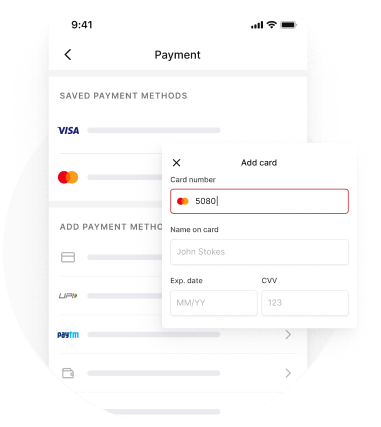 9:41
Payment
SAVED PAYMENT METHODS
VISA
Add card
Card number
5080
ADD PAYMENT METHO
Name on card
John Stokes
Exp. date CVV
MM/YY 123
UPI
paytm